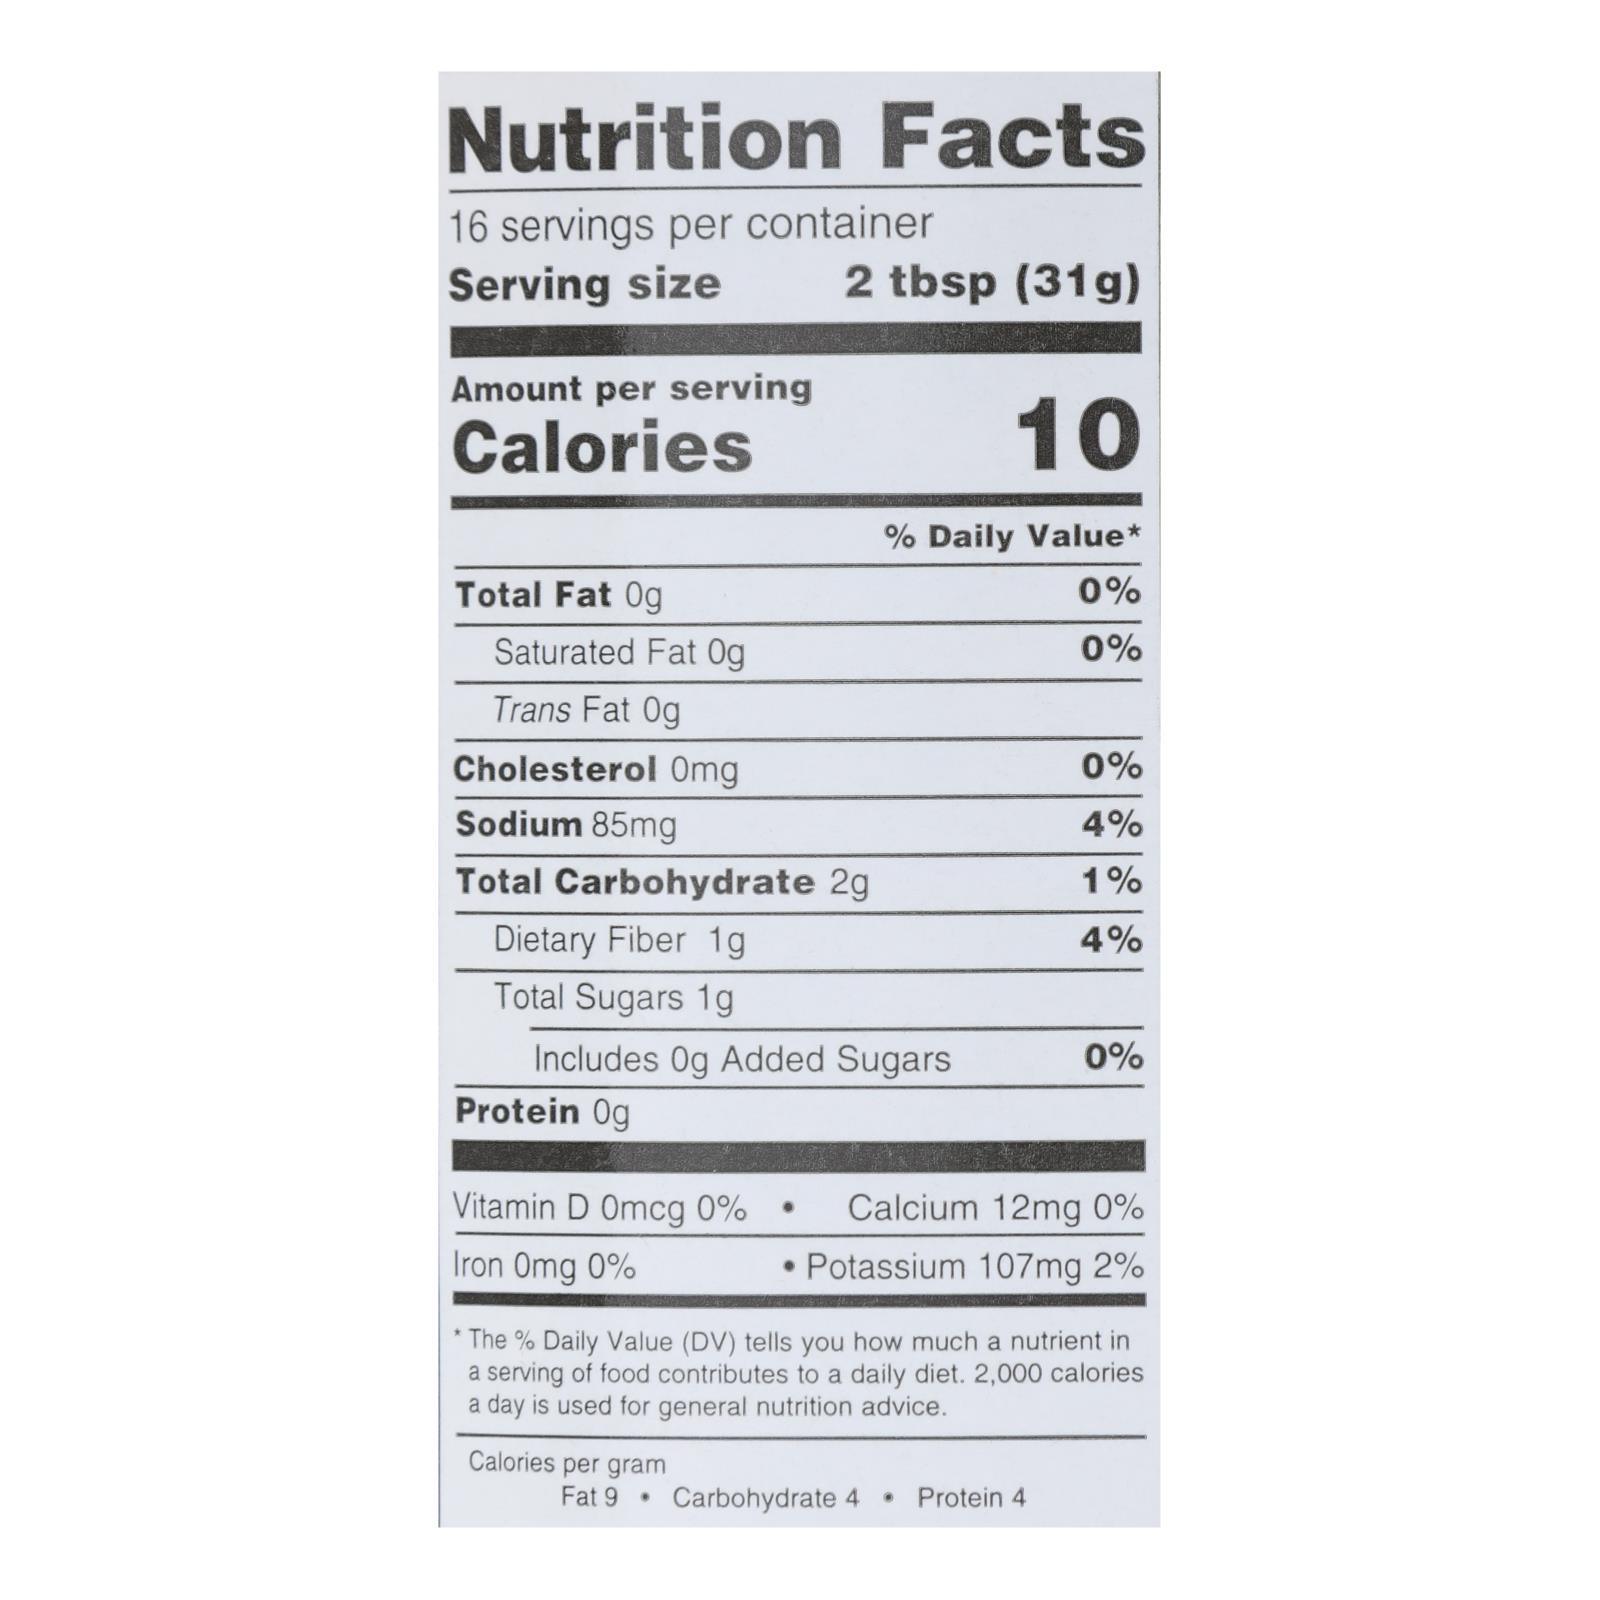 Nutrition Facts
16 servings per container
Serving size 2 tbsp (31g)
Amount per serving
Calories 10
% Daily Value*
Total Fat 0g 0%
Saturated Fat 0g 0%
Trans Fat 0g
Cholesterol 0mg 0%
Sodium 85mg 4%
Total Carbohydrate 2g 1%
Dietary Fiber 1g 4%
Total Sugars 1g
Includes 0g Added Sugars 0%
Protein 0g
Vitamin D 0mcg 0% • Calcium 12mg 0%
Iron 0mg 0% • Potassium 107mg 2%
* The % Daily Value (DV) tells you how much a nutrient in
a serving of food contributes to a daily diet. 2,000 calories
a day is used for general nutrition advice.
Calories per gram
Fat 9 • Carbohydrate 4 • Protein 4